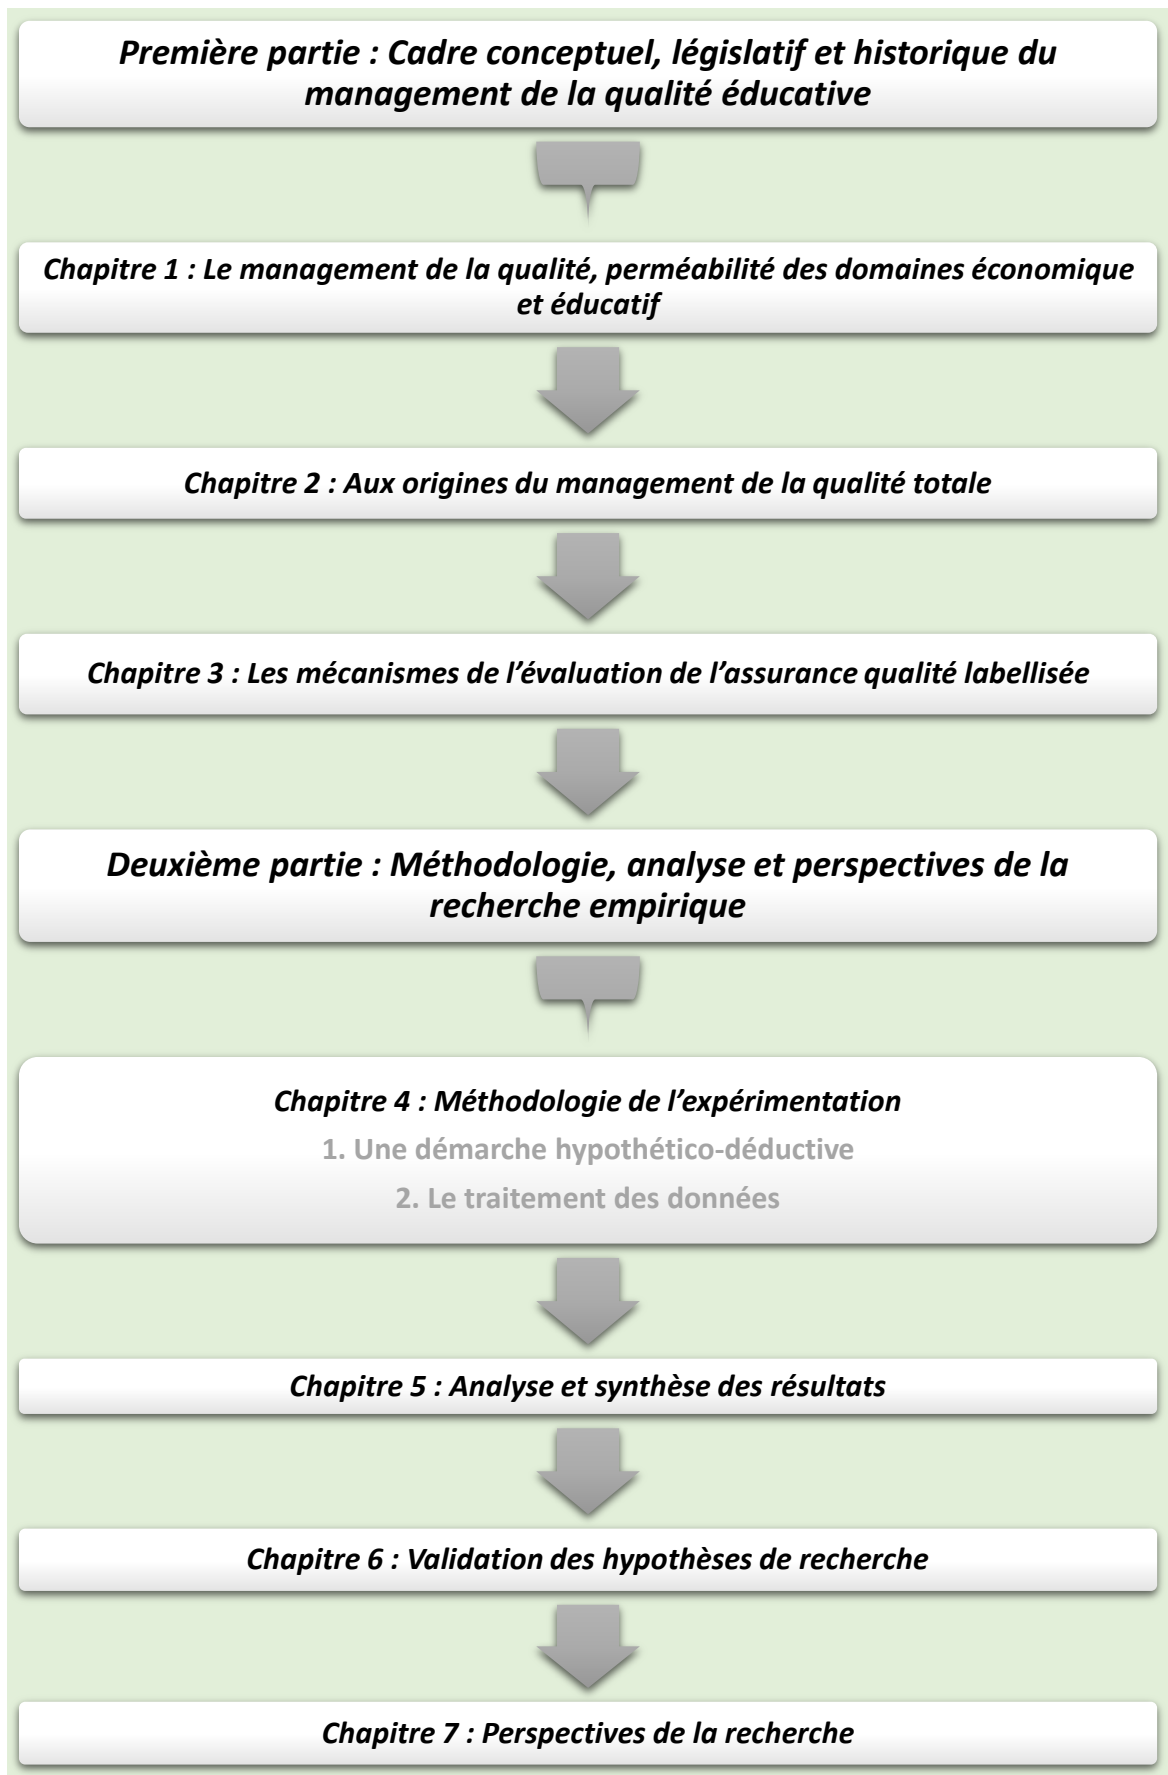 Première partie : Cadre conceptuel, législatif et historique du
management de la qualité éducative
Chapitre 1 : Le management de la qualité, perméabilité des domaines économique
et éducatif
Chapitre 2 : Aux origines du management de la qualité totale
Chapitre 3 : Les mécanismes de l’évaluation de l’assurance qualité labellisée
Deuxième partie : Méthodologie, analyse et perspectives de la
recherche empirique
Chapitre 4 : Méthodologie de l’expérimentation
1. Une démarche hypothético-déductive
2. Le traitement des données
Chapitre 5 : Analyse et synthèse des résultats
Chapitre 6 : Validation des hypothèses de recherche
Chapitre 7 : Perspectives de la recherche